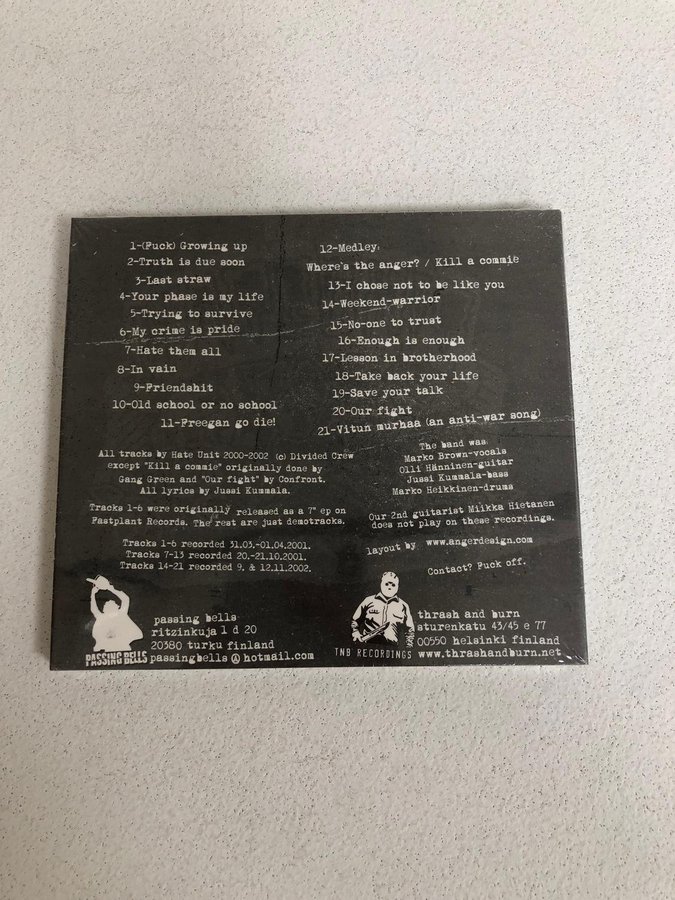 1-(Fuck) Growing up
2-Truth is due soon
3-Last straw
4-Your phase is my life
5-Trying to survive
6-My crime is pride
7-Hate them all
8-In vain
9-Friendshit
10-Old school or no school
11-Freegan go die!
12-Medley:
Where's the anger? / Kill a commie
13-I chose not to be like you
14-Weekend-warrior
15-No-one to trust
16-Enough is enough
17-Lesson in brotherhood
18-Take back your life
19-Save your talk
20-Our fight
21-Vitun murhaa (an anti-war song)
All tracks by Hate Unit 2000-2002 (c) Divided Crew
except "Kill a commie" originally done by
Gang Green and "Our fight" by Confront.
All lyrics by Jussi Kummala.
Tracks 1-6 were originally released as a 7" ep on
Fastplant Records. The rest are just demotracks.
Tracks 1-6 recorded 31.03.-01.04.2001.
Tracks 7-13 recorded 20.-21.10.2001.
Tracks 14-21 recorded 9. & 12.11.2002.
The band was:
Marko Brown-vocals
Olli Hänninen-guitar
Jussi Kummala-bass
Marko Heikkinen-drums
Our 2nd guitarist Miikka Hietanen
does not play on these recordings.
layout by www.angerdesign.com
Contact? Fuck off.
PASSING BELLS
passing bells
ritzinkuja 1 d 20
20380 turku finland
passingbells@hotmail.com
TNB RECORDINGS
thrash and burn
sturenkatu 43/45 e 77
00550 helsinki finland
www.thrashandburn.net